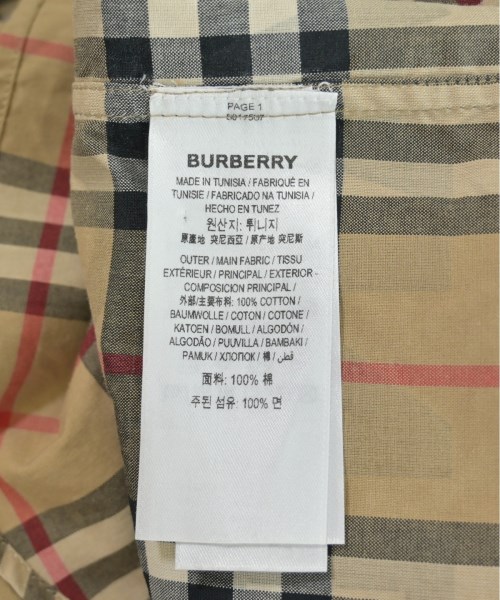 PAGE 1
BURBERRY
MADE IN TUNISIA / FABRIQUÉ EN
TUNISIE / FABRICADO NA TUNISIA /
HECHO EN TUNEZ
원산지: 튀니지
原產地 突尼西亞 / 原产地 突尼斯
OUTER / MAIN FABRIC / TISSU
EXTÉRIEUR / PRINCIPAL / EXTERIOR -
COMPOSICIÓN PRINCIPAL /
外部/主要布料: 100% COTTON /
BAUMWOLLE / COTON / COTONE /
KATOEN / BOMULL / ALGODÓN /
ALGODÃO / PUUVILLA / BAMBAKI /
PAMUK / ХЛОПОК / 棉 / قطن
面料: 100% 棉
주된 섬유: 100% 면